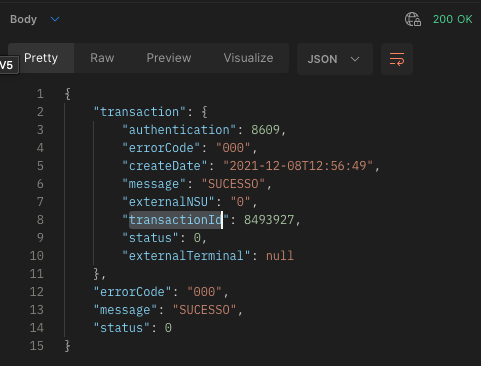 Body 200 OK
V5 Pretty Raw Preview Visualize JSON
1 {
2 "transaction": {
3 "authentication": 8609,
4 "errorCode": "000",
5 "createDate": "2021-12-08T12:56:49",
6 "message": "SUCESSO",
7 "externalNSU": "0",
8 "transactionId": 8493927,
9 "status": 0,
10 "externalTerminal": null
11 },
12 "errorCode": "000",
13 "message": "SUCESSO",
14 "status": 0
15 }